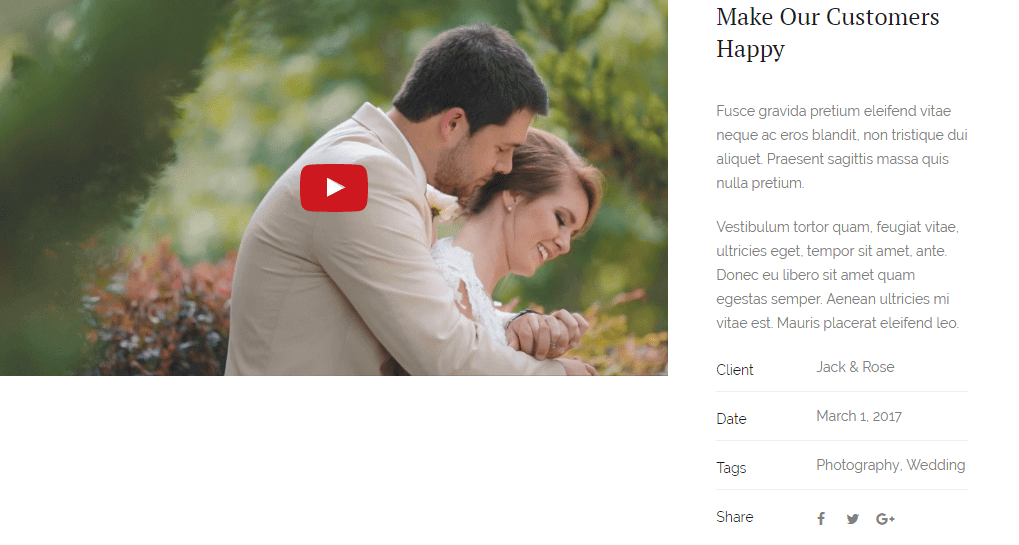 Make Our Customers
Happy
Fusce gravida pretium eleifend vitae
neque ac eros blandit, non tristique dui
aliquet. Praesent sagittis massa quis
nulla pretium.
Vestibulum tortor quam, feugiat vitae,
ultricies eget, tempor sit amet, ante.
Donec eu libero sit amet quam
egestas semper. Aenean ultricies mi
vitae est. Mauris placerat eleifend leo.
Client Jack & Rose
Date March 1, 2017
Tags Photography, Wedding
Share